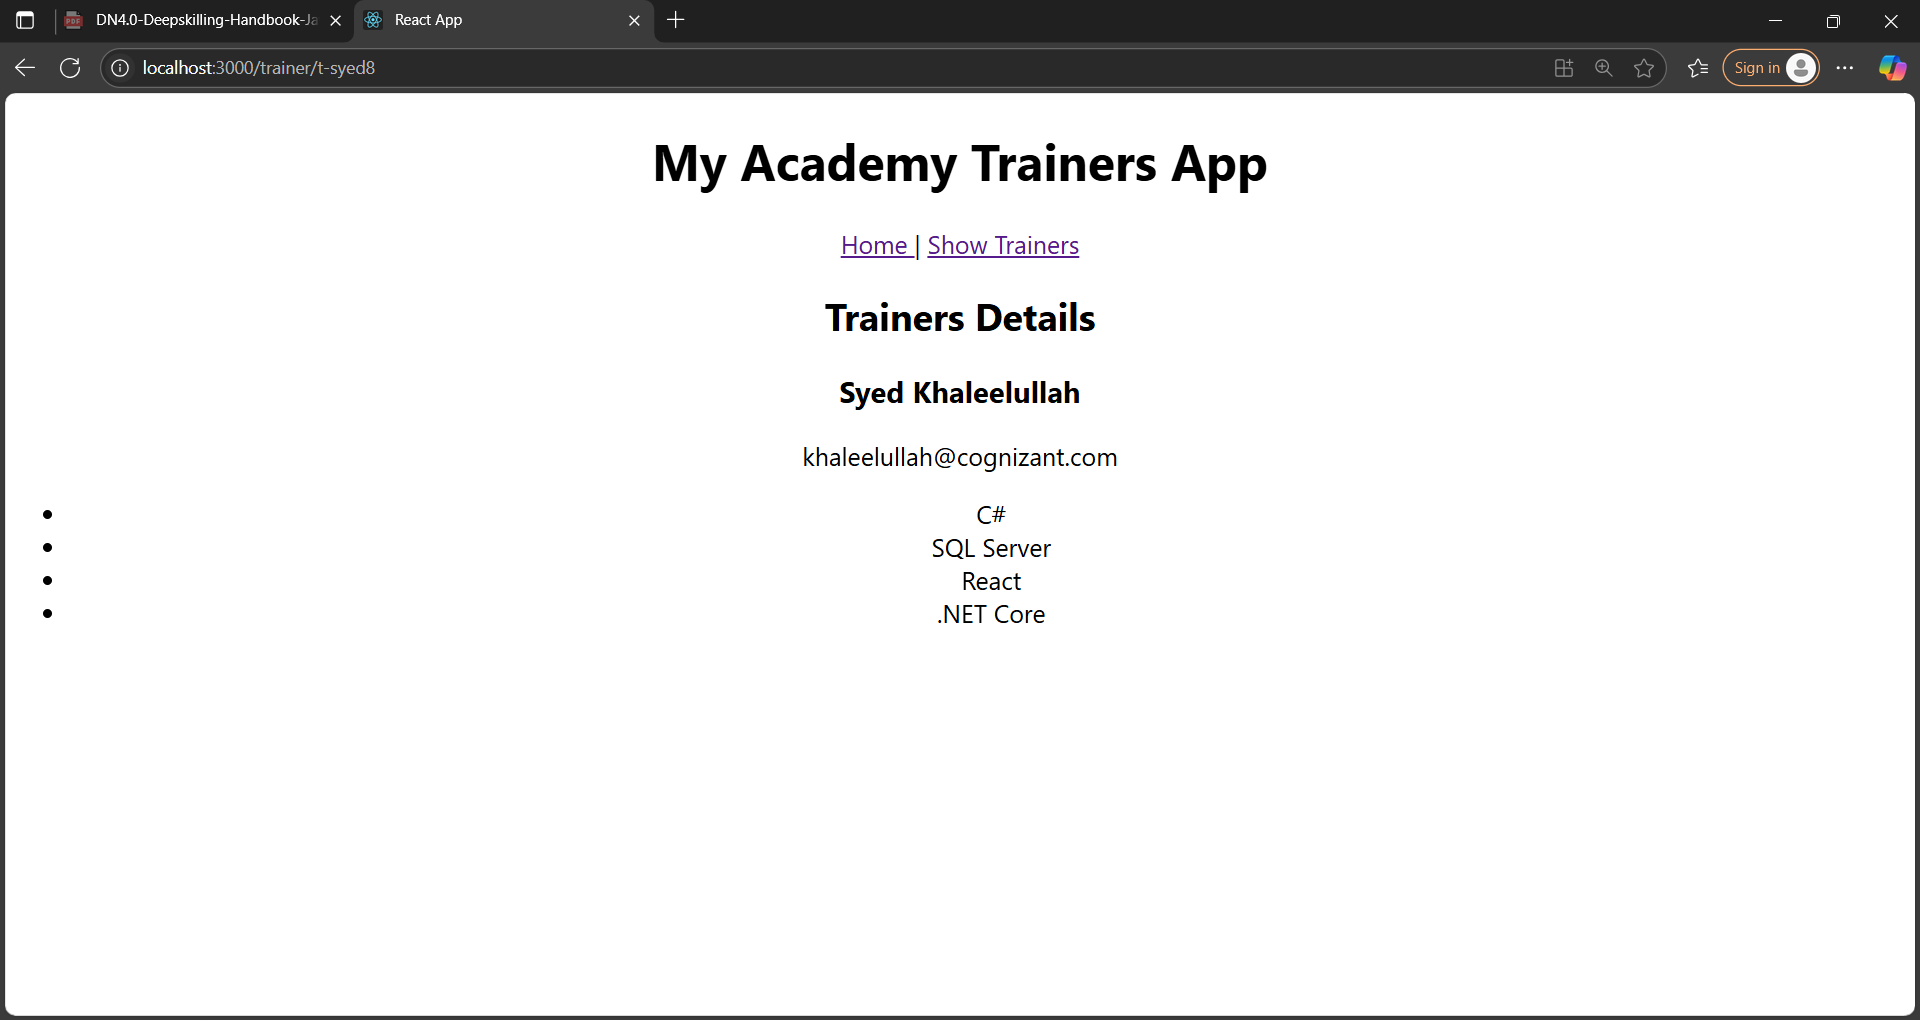 DN4.0-Deepskilling-Handbook-Ja
React App
localhost:3000/trainer/t-syed8
Sign in
My Academy Trainers App
Home | Show Trainers
Trainers Details
Syed Khaleelullah
khaleelullah@cognizant.com
C#
SQL Server
React
.NET Core